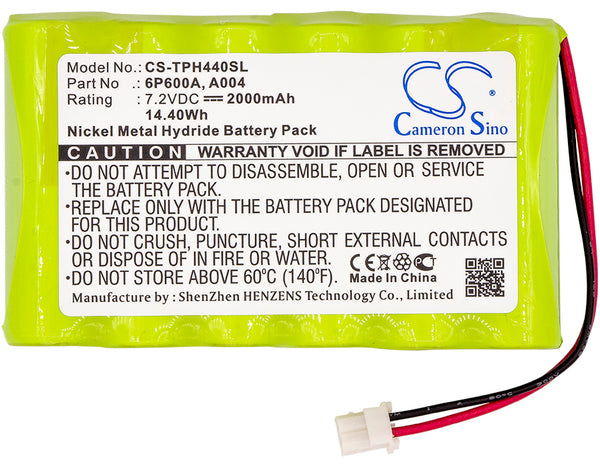 Model No.: CS-TPH440SL
Part No : 6P600A, A004
Rating : 7.2VDC ⎓ 2000mAh
14.40Wh
Nickel Metal Hydride Battery Pack
CS
Cameron Sino
CAUTION WARRANTY VOID IF LABEL IS REMOVED
•DO NOT ATTEMPT TO DISASSEMBLE, OPEN OR SERVICE
THE BATTERY PACK.
•REPLACE ONLY WITH THE BATTERY PACK DESIGNATED
FOR YOUR PRODUCT.
•DO NOT CRUSH, PUNCTURE, SHORT EXTERNAL CONTACTS
OR DISPOSE OF IN FIRE OR WATER.
•DO NOT STORE ABOVE 60°C (140°F). CE Made In China
Manufacturer : ShenZhen HENZENS Technology Co., Limited